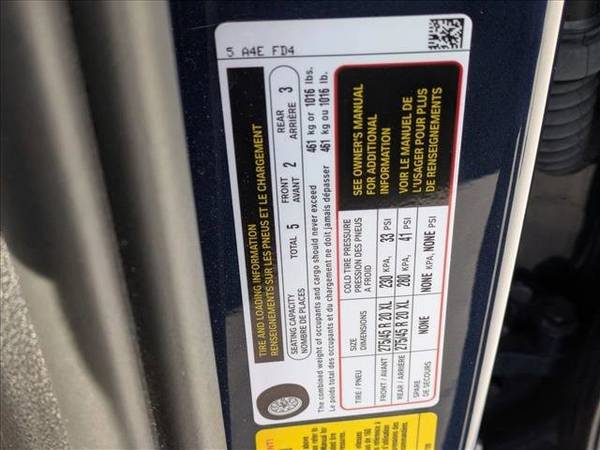 5 A4E FD4
TIRE AND LOADING INFORMATION
RENSEIGNEMENTS SUR LES PNEUS ET LE CHARGEMENT
SEATING CAPACITY
NOMBRE DE PLACES
TOTAL 5
FRONT
AVANT 2
REAR
ARRIÈRE 3
The combined weight of occupants and cargo should never exceed 461 kg or 1016 lbs.
Le poids total des occupants et du chargement ne doit jamais dépasser 461 kg ou 1016 lb.
TIRE / PNEU
SIZE
DIMENSIONS
COLD TIRE PRESSURE
PRESSION DES PNEUS
A FROID
FRONT / AVANT 275/45 R 20 XL 230 KPA, 33 PSI
REAR / ARRIÈRE 275/45 R 20 XL 280 KPA, 41 PSI
SPARE
DE SECOURS
NONE NONE KPA, NONE PSI
SEE OWNER'S MANUAL
FOR ADDITIONAL
INFORMATION
VOIR LE MANUEL DE
L'USAGER POUR PLUS
DE RENSEIGNEMENTS